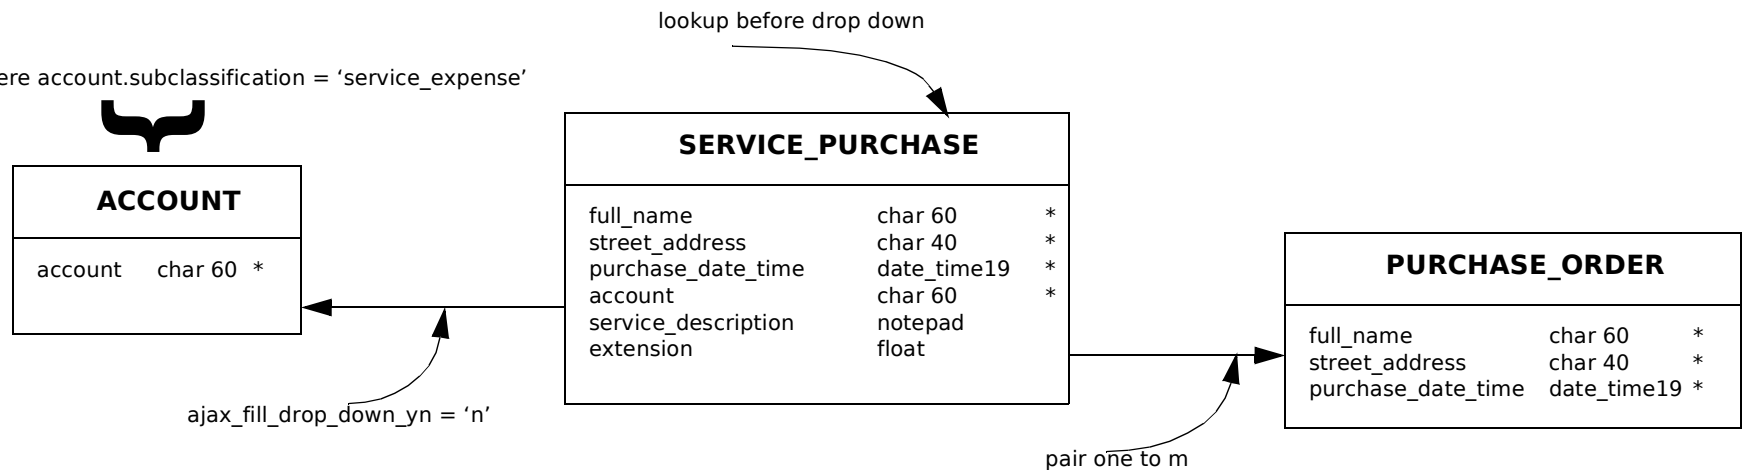 lookup before drop down
ere account.subclassification = ‘service_expense’
ACCOUNT
account char 60 *
ajax_fill_drop_down_yn = ‘n’
SERVICE_PURCHASE
full_name char 60 *
street_address char 40 *
purchase_date_time date_time19 *
account char 60 *
service_description notepad
extension float
PURCHASE_ORDER
full_name char 60 *
street_address char 40 *
purchase_date_time date_time19 *
pair one to m